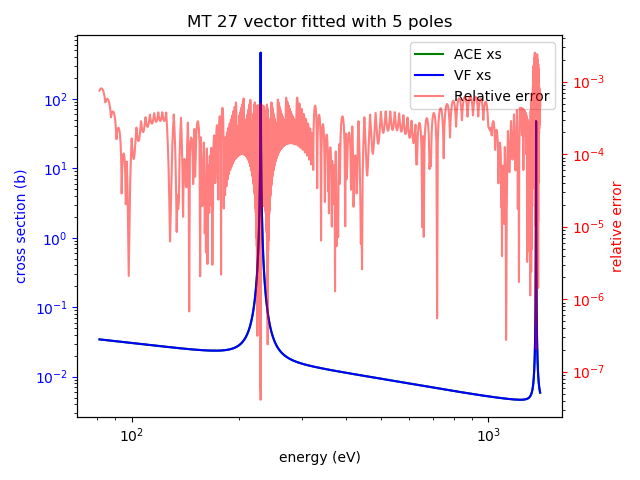 MT 27 vector fitted with 5 poles
ACE xs
VF xs
Relative error
cross section (b)
10²
10¹
10⁰
10⁻¹
10⁻²
relative error
10⁻³
10⁻⁴
10⁻⁵
10⁻⁶
10⁻⁷
10² 10³
energy (eV)